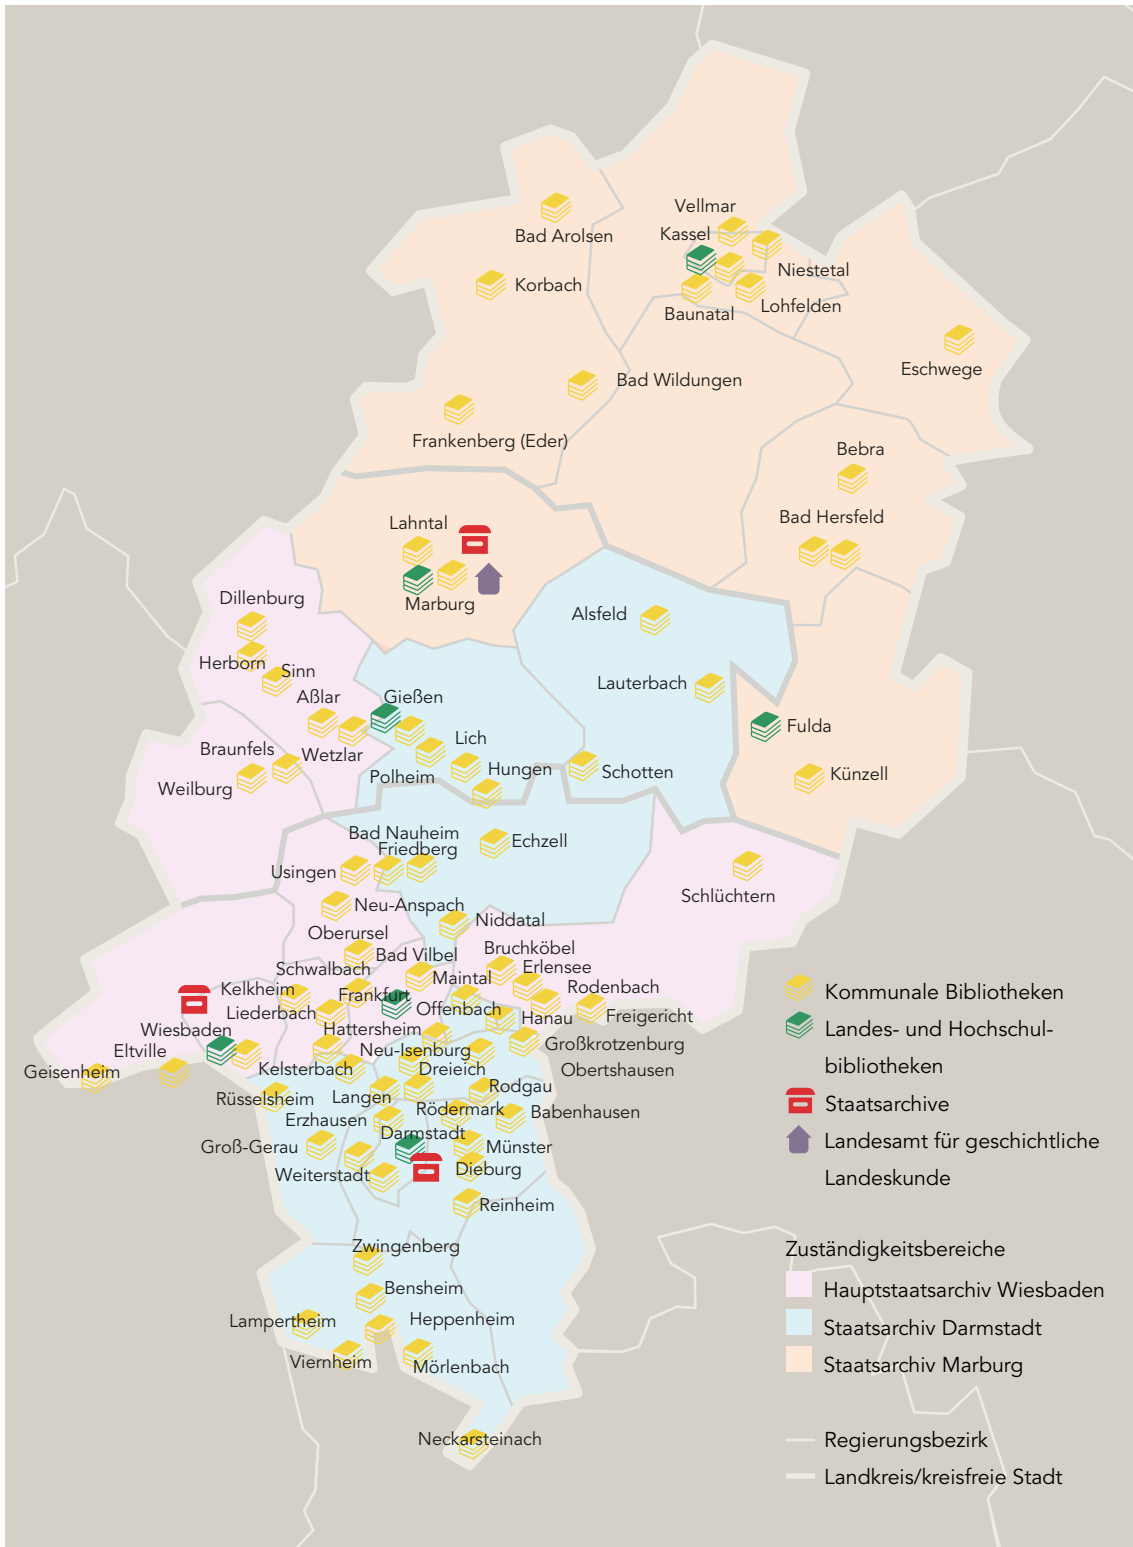 Vellmar
Kassel
Bad Arolsen
Niestetal
Korbach
Lohfelden
Baunatal
Eschwege
Bad Wildungen
Frankenberg (Eder)
Bebra
Bad Hersfeld
Lahntal
Marburg
Dillenburg
Alsfeld
Herborn
Sinn
Lauterbach
Aßlar
Gießen
Fulda
Lich
Braunfels
Wetzlar
Polheim
Hungen
Schotten
Künzell
Weilburg
Bad Nauheim
Friedberg
Echzell
Usingen
Schlüchtern
Neu-Anspach
Niddatal
Oberursel
Bruchköbel
Bad Vilbel
Schwalbach
Erlensee
Maintal
Kelkheim
Frankfurt
Rodenbach
Liederbach
Offenbach
Hanau
Freigericht
Wiesbaden
Hattersheim
Eltville
Neu-Isenburg
Großkrotzenburg
Geisenheim
Kelsterbach
Dreieich
Obertshausen
Rüsselsheim
Langen
Rodgau
Erzhausen
Rödermark
Babenhausen
Darmstadt
Groß-Gerau
Münster
Weiterstadt
Dieburg
Reinheim
Zwingenberg
Bensheim
Lampertheim
Heppenheim
Viernheim
Mörlenbach
Neckarsteinach
Kommunale Bibliotheken
Landes- und Hochschul-
bibliotheken
Staatsarchive
Landesamt für geschichtliche
Landeskunde
Zuständigkeitsbereiche
Hauptstaatsarchiv Wiesbaden
Staatsarchiv Darmstadt
Staatsarchiv Marburg
Regierungsbezirk
Landkreis/kreisfreie Stadt